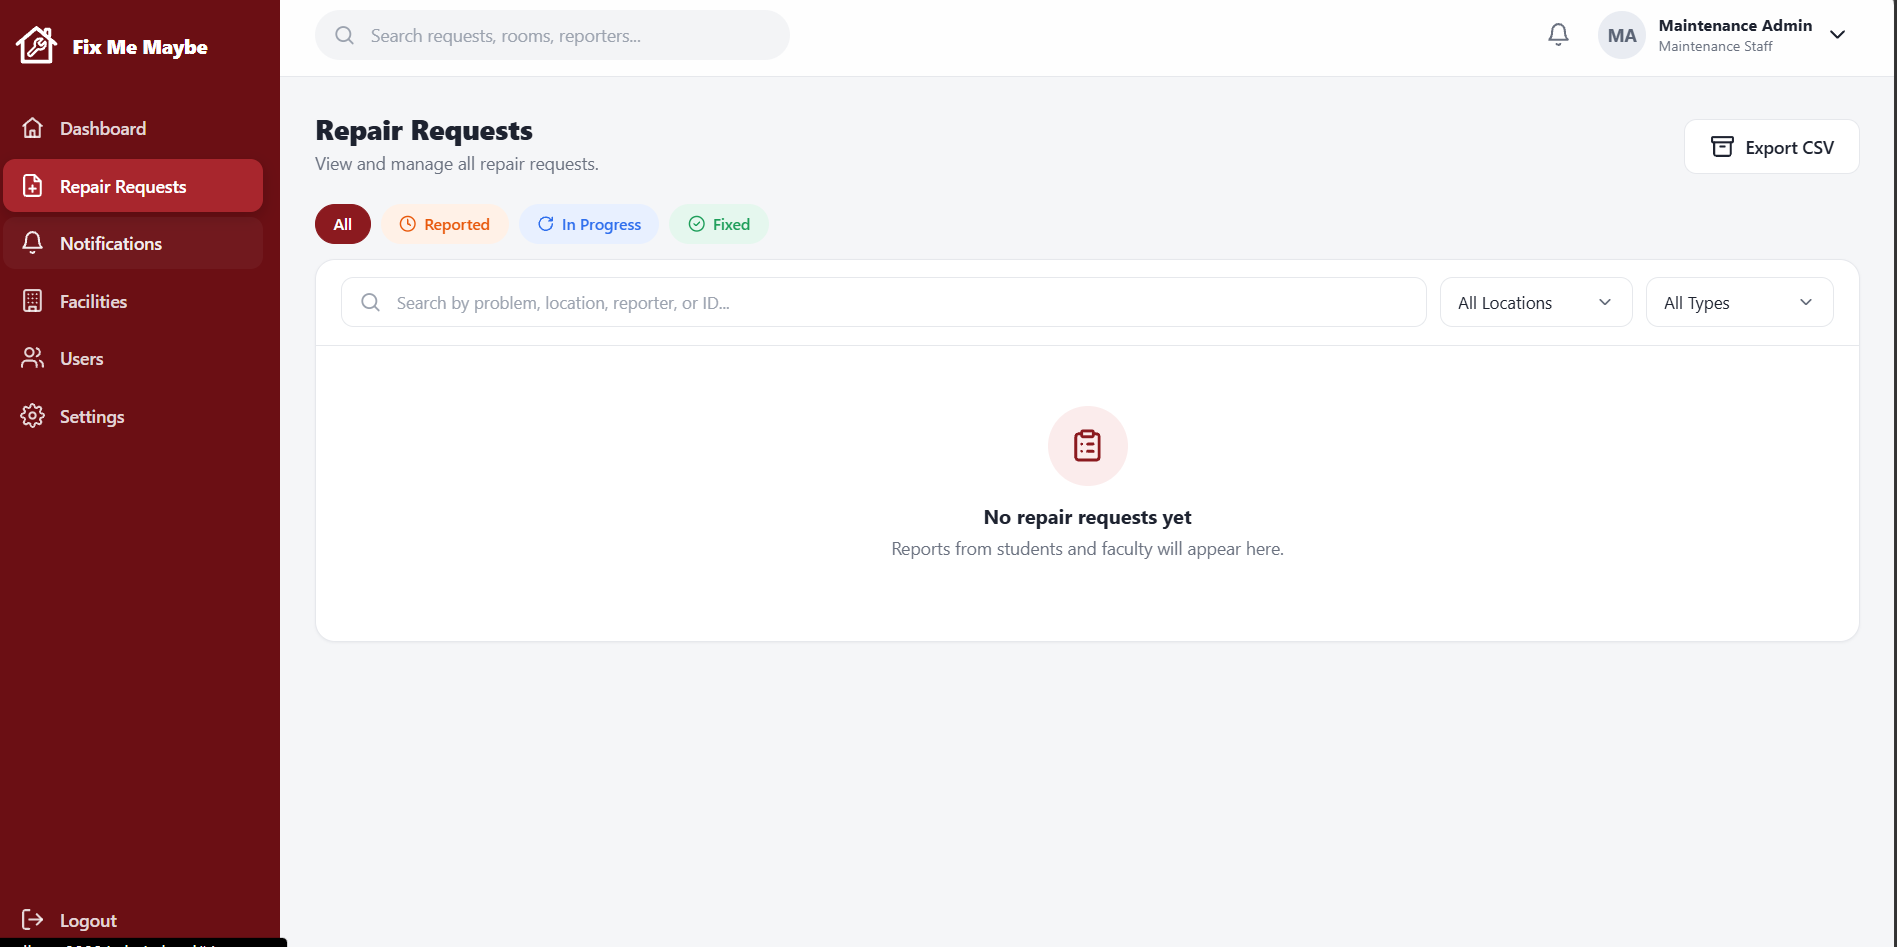 Fix Me Maybe
Search requests, rooms, reporters...
MA
Maintenance Admin
Maintenance Staff
Dashboard
Repair Requests
Notifications
Facilities
Users
Settings
Logout
Repair Requests
View and manage all repair requests.
Export CSV
All
Reported
In Progress
Fixed
Search by problem, location, reporter, or ID...
All Locations
All Types
No repair requests yet
Reports from students and faculty will appear here.